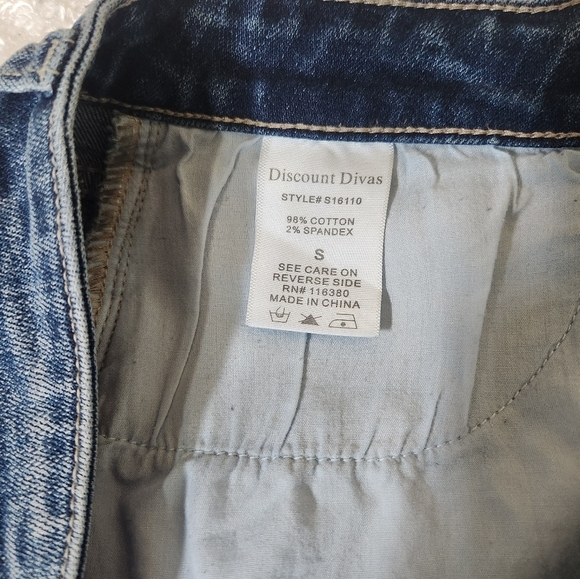 Discount Divas
STYLE# S16110
98% COTTON
2% SPANDEX
S
SEE CARE ON
REVERSE SIDE
RN# 116380
MADE IN CHINA